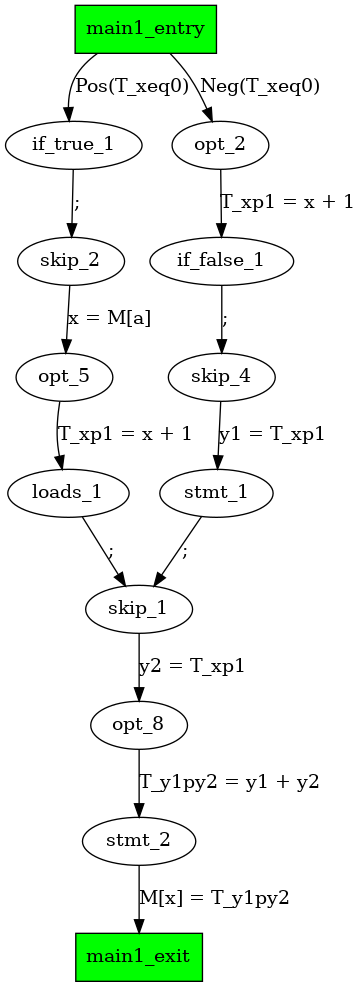 main1_entry
Pos(T_xeq0) Neg(T_xeq0)
if_true_1 opt_2
; T_xp1 = x + 1
skip_2 if_false_1
x = M[a] ;
opt_5 skip_4
T_xp1 = x + 1 y1 = T_xp1
loads_1 stmt_1
; ;
skip_1
y2 = T_xp1
opt_8
T_y1py2 = y1 + y2
stmt_2
M[x] = T_y1py2
main1_exit